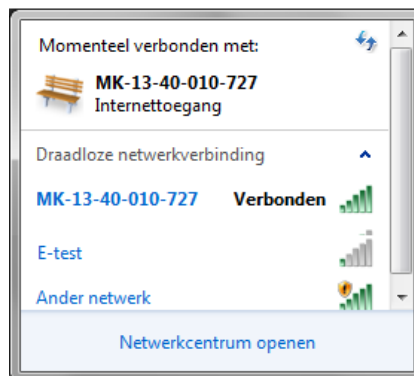 Momenteel verbonden met:
MK-13-40-010-727
Internettoegang
Draadloze netwerkverbinding
MK-13-40-010-727 Verbonden
E-test
Ander netwerk
Netwerkcentrum openen